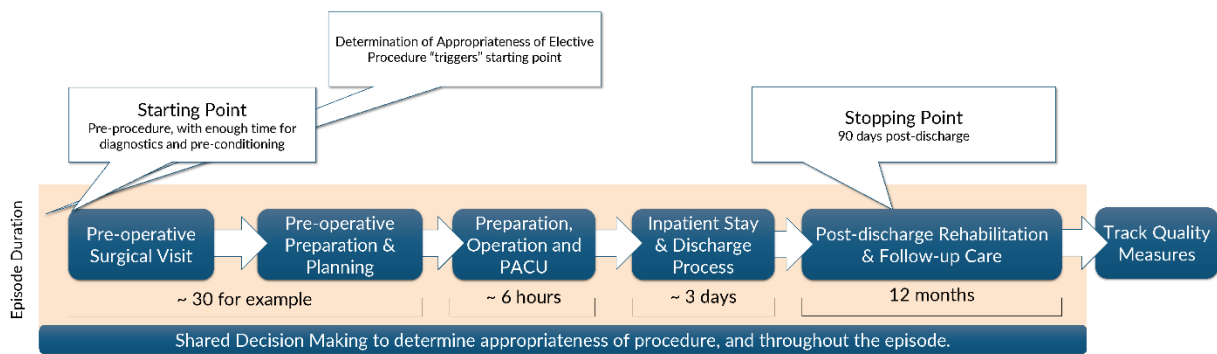 Determination of Appropriateness of Elective
Procedure “triggers” starting point
Starting Point
Pre-procedure, with enough time for
diagnostics and pre-conditioning
Stopping Point
90 days post-discharge
Episode Duration
Pre-operative
Surgical Visit
Pre-operative
Preparation &
Planning
Preparation,
Operation and
PACU
Inpatient Stay
& Discharge
Process
Post-discharge Rehabilitation
& Follow-up Care
Track Quality
Measures
~ 30 for example
~ 6 hours
~ 3 days
12 months
Shared Decision Making to determine appropriateness of procedure, and throughout the episode.